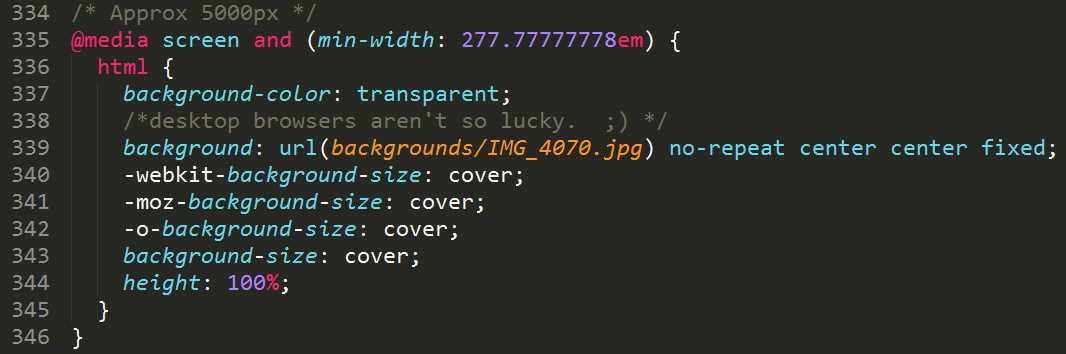 334 /* Approx 5000px */
335 @media screen and (min-width: 277.77777778em) {
336 html {
337 background-color: transparent;
338 /*desktop browsers aren't so lucky.  ;) */
339 background: url(backgrounds/IMG_4070.jpg) no-repeat center center fixed;
340 -webkit-background-size: cover;
341 -moz-background-size: cover;
342 -o-background-size: cover;
343 background-size: cover;
344 height: 100%;
345 }
346 }